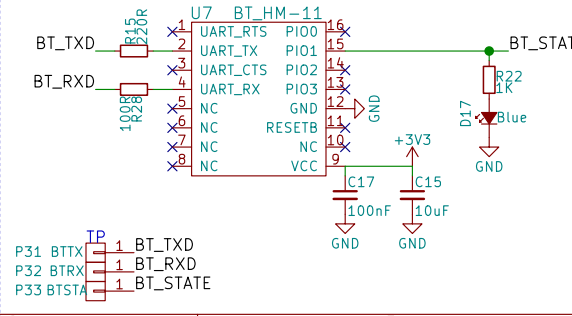 U7 BT_HM-11
R15
220R
BT_TXD
1 UART_RTS PIO0 16
2 UART_TX PIO1 15
BT_STAT
3 UART_CTS PIO2 14
BT_RXD
4 UART_RX PIO3 13
100R
R28
5 NC GND 12
GND
6 NC RESETB 11
7 NC NC 10
8 NC VCC 9
R22
1K
D17
Blue
GND
+3V3
C17
100nF
GND
C15
10uF
GND
TP
P31 BTTX 1 BT_TXD
P32 BTRX 1 BT_RXD
P33 BTSTA 1 BT_STATE